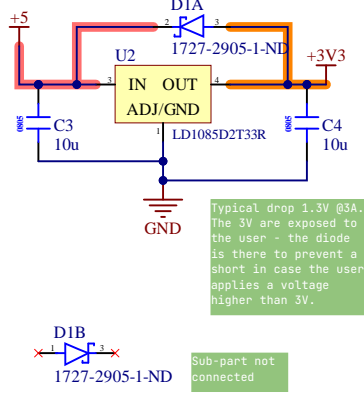 D1A
+5
2
3
1727-2905-1-ND
U2
+3V3
3
IN OUT
4
ADJ/GND
0805
C3
10u
1
LD1085D2T33R
0805
C4
10u
GND
Typical drop 1.3V @3A.
The 3V are exposed to
the user - the diode
is there to prevent a
short in case the user
applies a voltage
higher than 3V.
D1B
1
3
1727-2905-1-ND
Sub-part not
connected